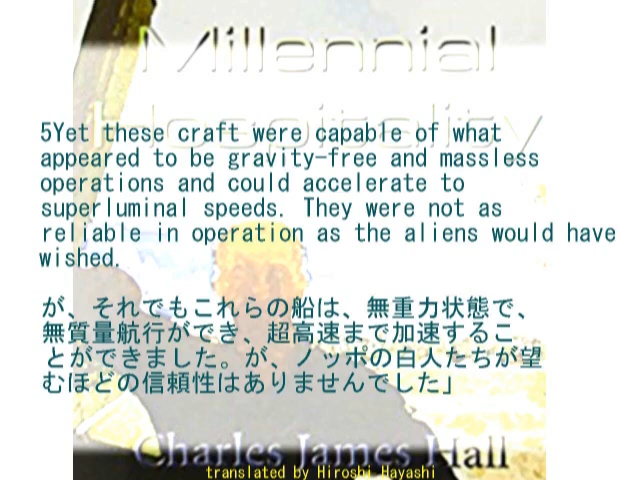 Millennial
Hospitality
5Yet these craft were capable of what
appeared to be gravity-free and massless
operations and could accelerate to
superluminal speeds. They were not as
reliable in operation as the aliens would have
wished.
が、それでもこれらの船は、無重力状態で、
無質量航行ができ、超高速まで加速するこ
とができました。が、ノッポの白人たちが望
むほどの信頼性はありませんでした」
Charles James Hall
translated by Hiroshi Hayashi